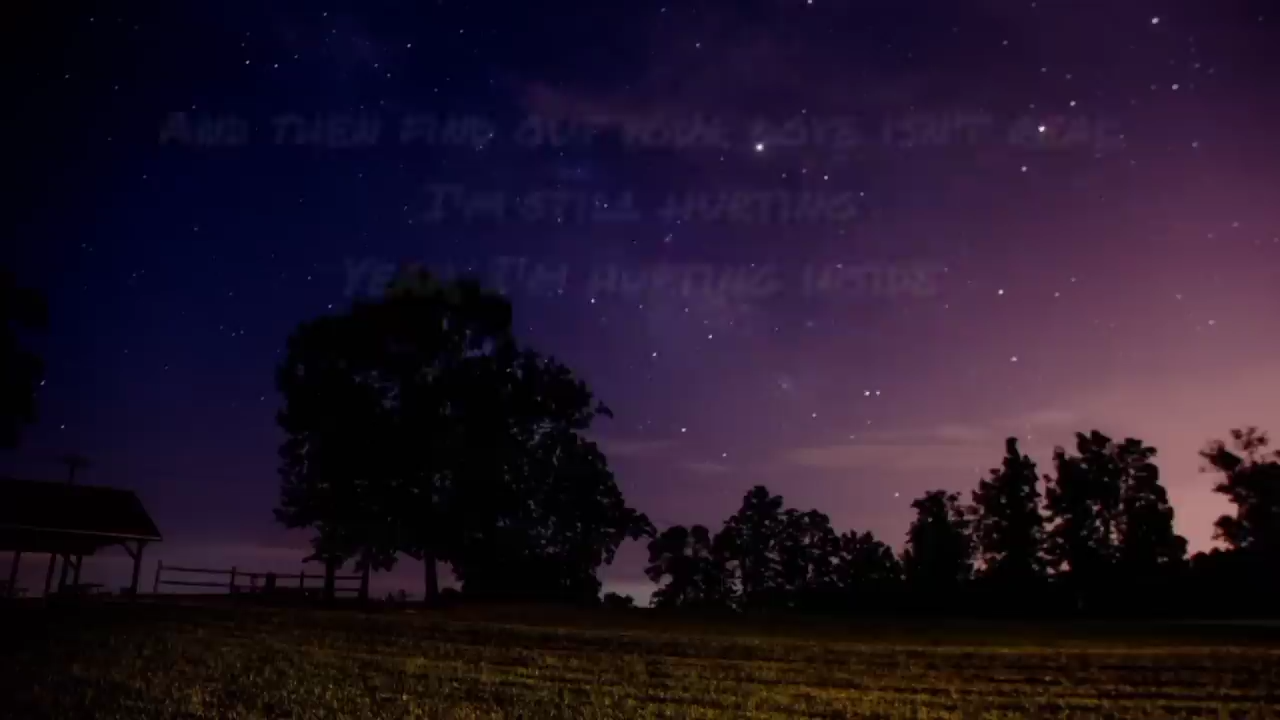 And then find out your love isn't real
I'm still hurting
Yeah, I'm hurting inside